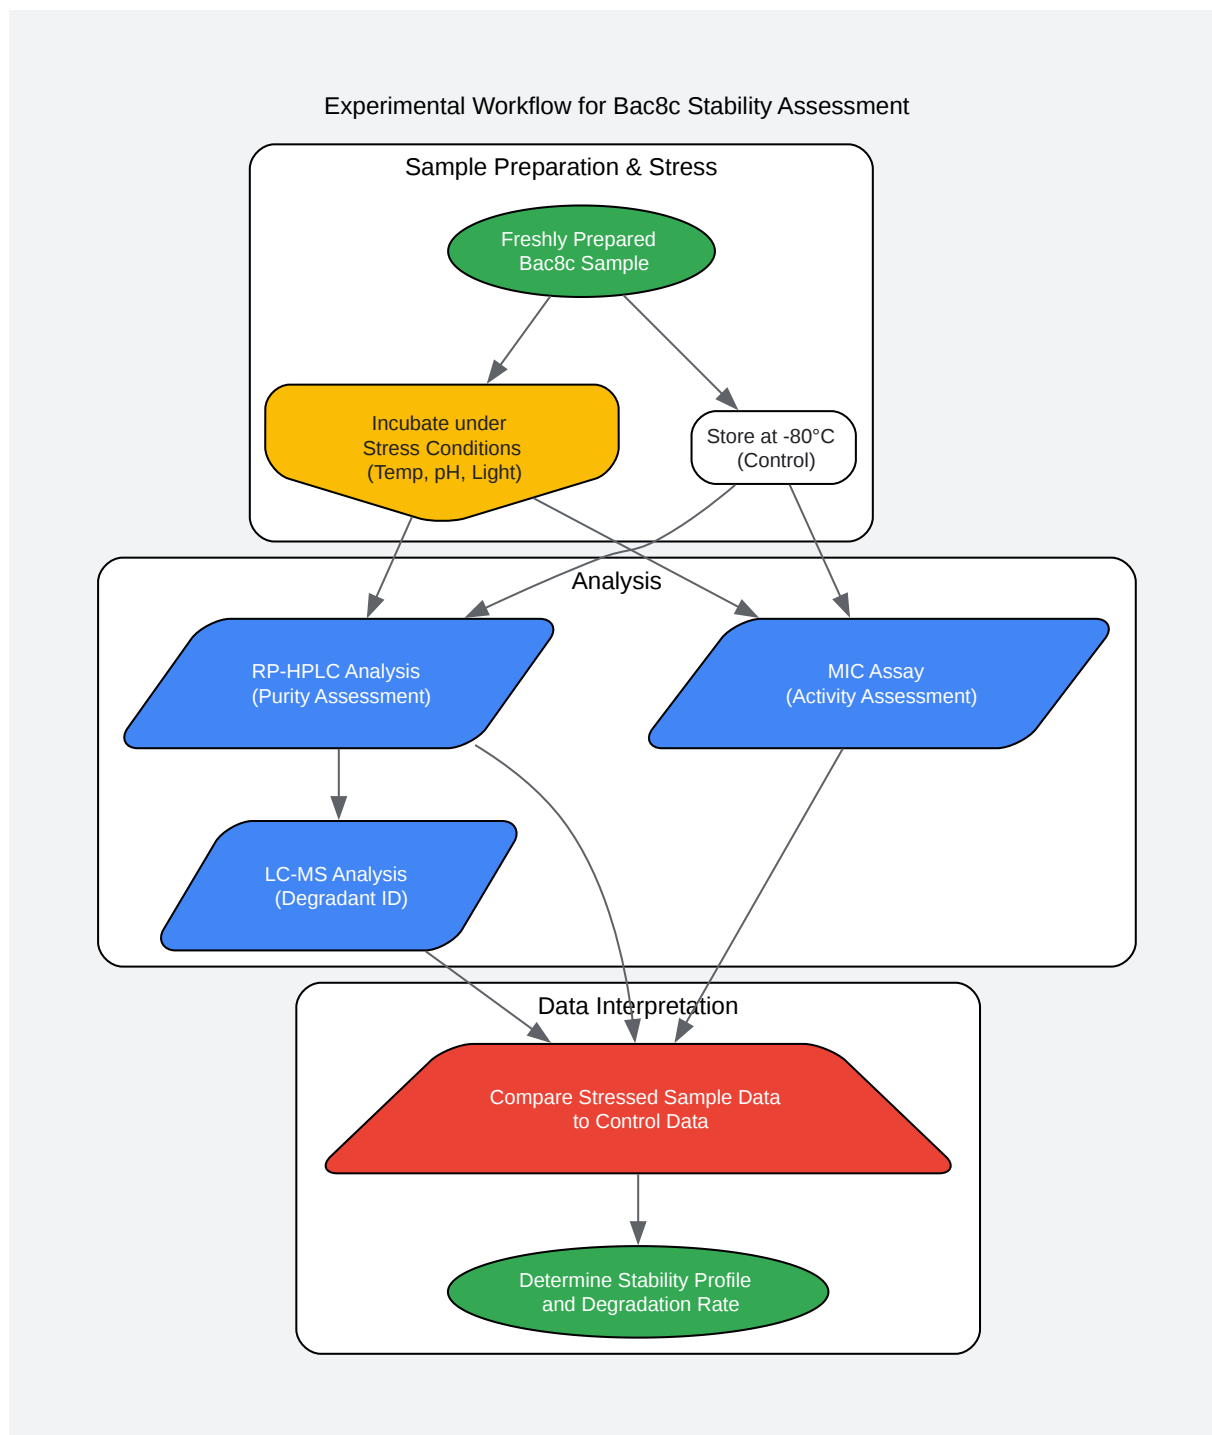 Experimental Workflow for Bac8c Stability Assessment
Sample Preparation & Stress
Freshly Prepared
Bac8c Sample
Incubate under
Stress Conditions
(Temp, pH, Light)
Store at -80°C
(Control)
Analysis
RP-HPLC Analysis
(Purity Assessment)
MIC Assay
(Activity Assessment)
LC-MS Analysis
(Degradant ID)
Data Interpretation
Compare Stressed Sample Data
to Control Data
Determine Stability Profile
and Degradation Rate